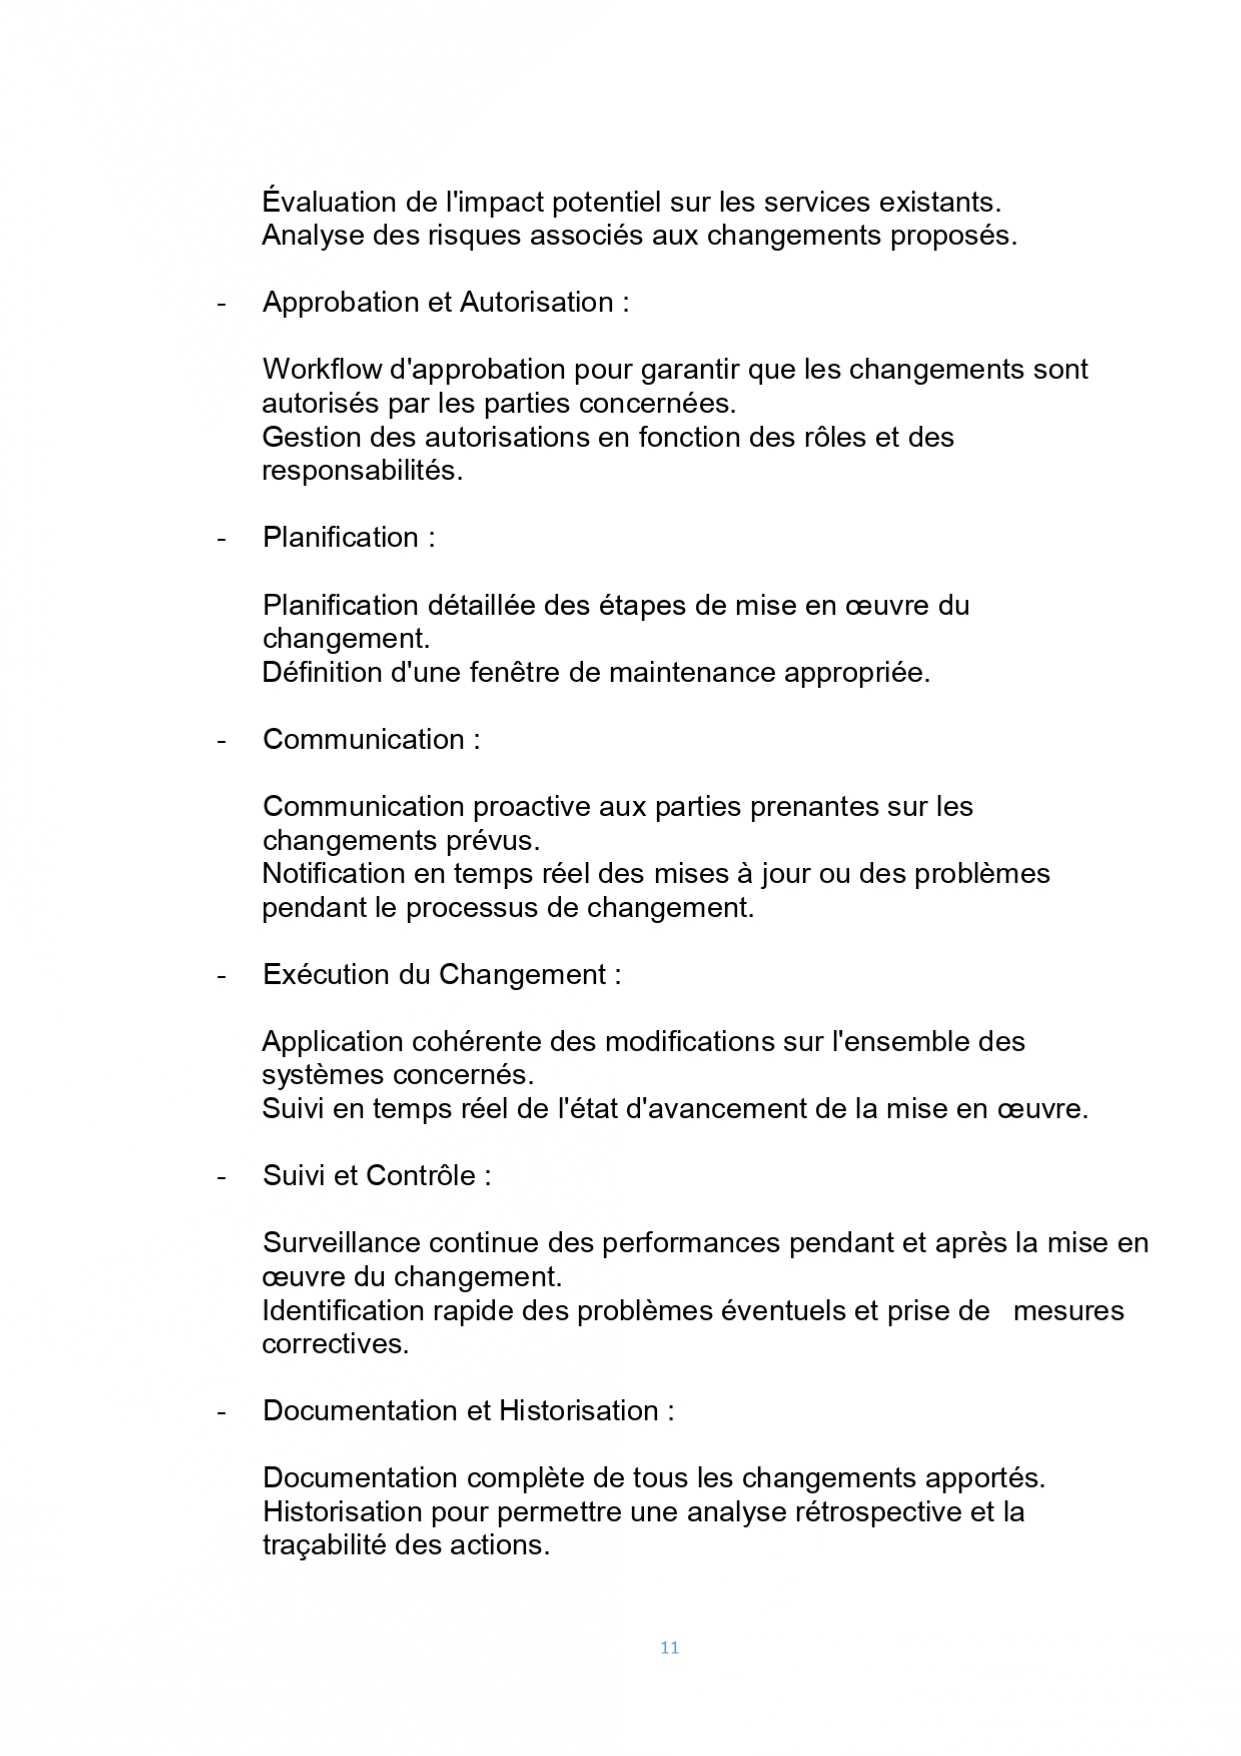 Évaluation de l'impact potentiel sur les services existants.
Analyse des risques associés aux changements proposés.
- Approbation et Autorisation :
Workflow d'approbation pour garantir que les changements sont
autorisés par les parties concernées.
Gestion des autorisations en fonction des rôles et des
responsabilités.
- Planification :
Planification détaillée des étapes de mise en œuvre du
changement.
Définition d'une fenêtre de maintenance appropriée.
- Communication :
Communication proactive aux parties prenantes sur les
changements prévus.
Notification en temps réel des mises à jour ou des problèmes
pendant le processus de changement.
- Exécution du Changement :
Application cohérente des modifications sur l'ensemble des
systèmes concernés.
Suivi en temps réel de l'état d'avancement de la mise en œuvre.
- Suivi et Contrôle :
Surveillance continue des performances pendant et après la mise en
œuvre du changement.
Identification rapide des problèmes éventuels et prise de   mesures
correctives.
- Documentation et Historisation :
Documentation complète de tous les changements apportés.
Historisation pour permettre une analyse rétrospective et la
traçabilité des actions.
11